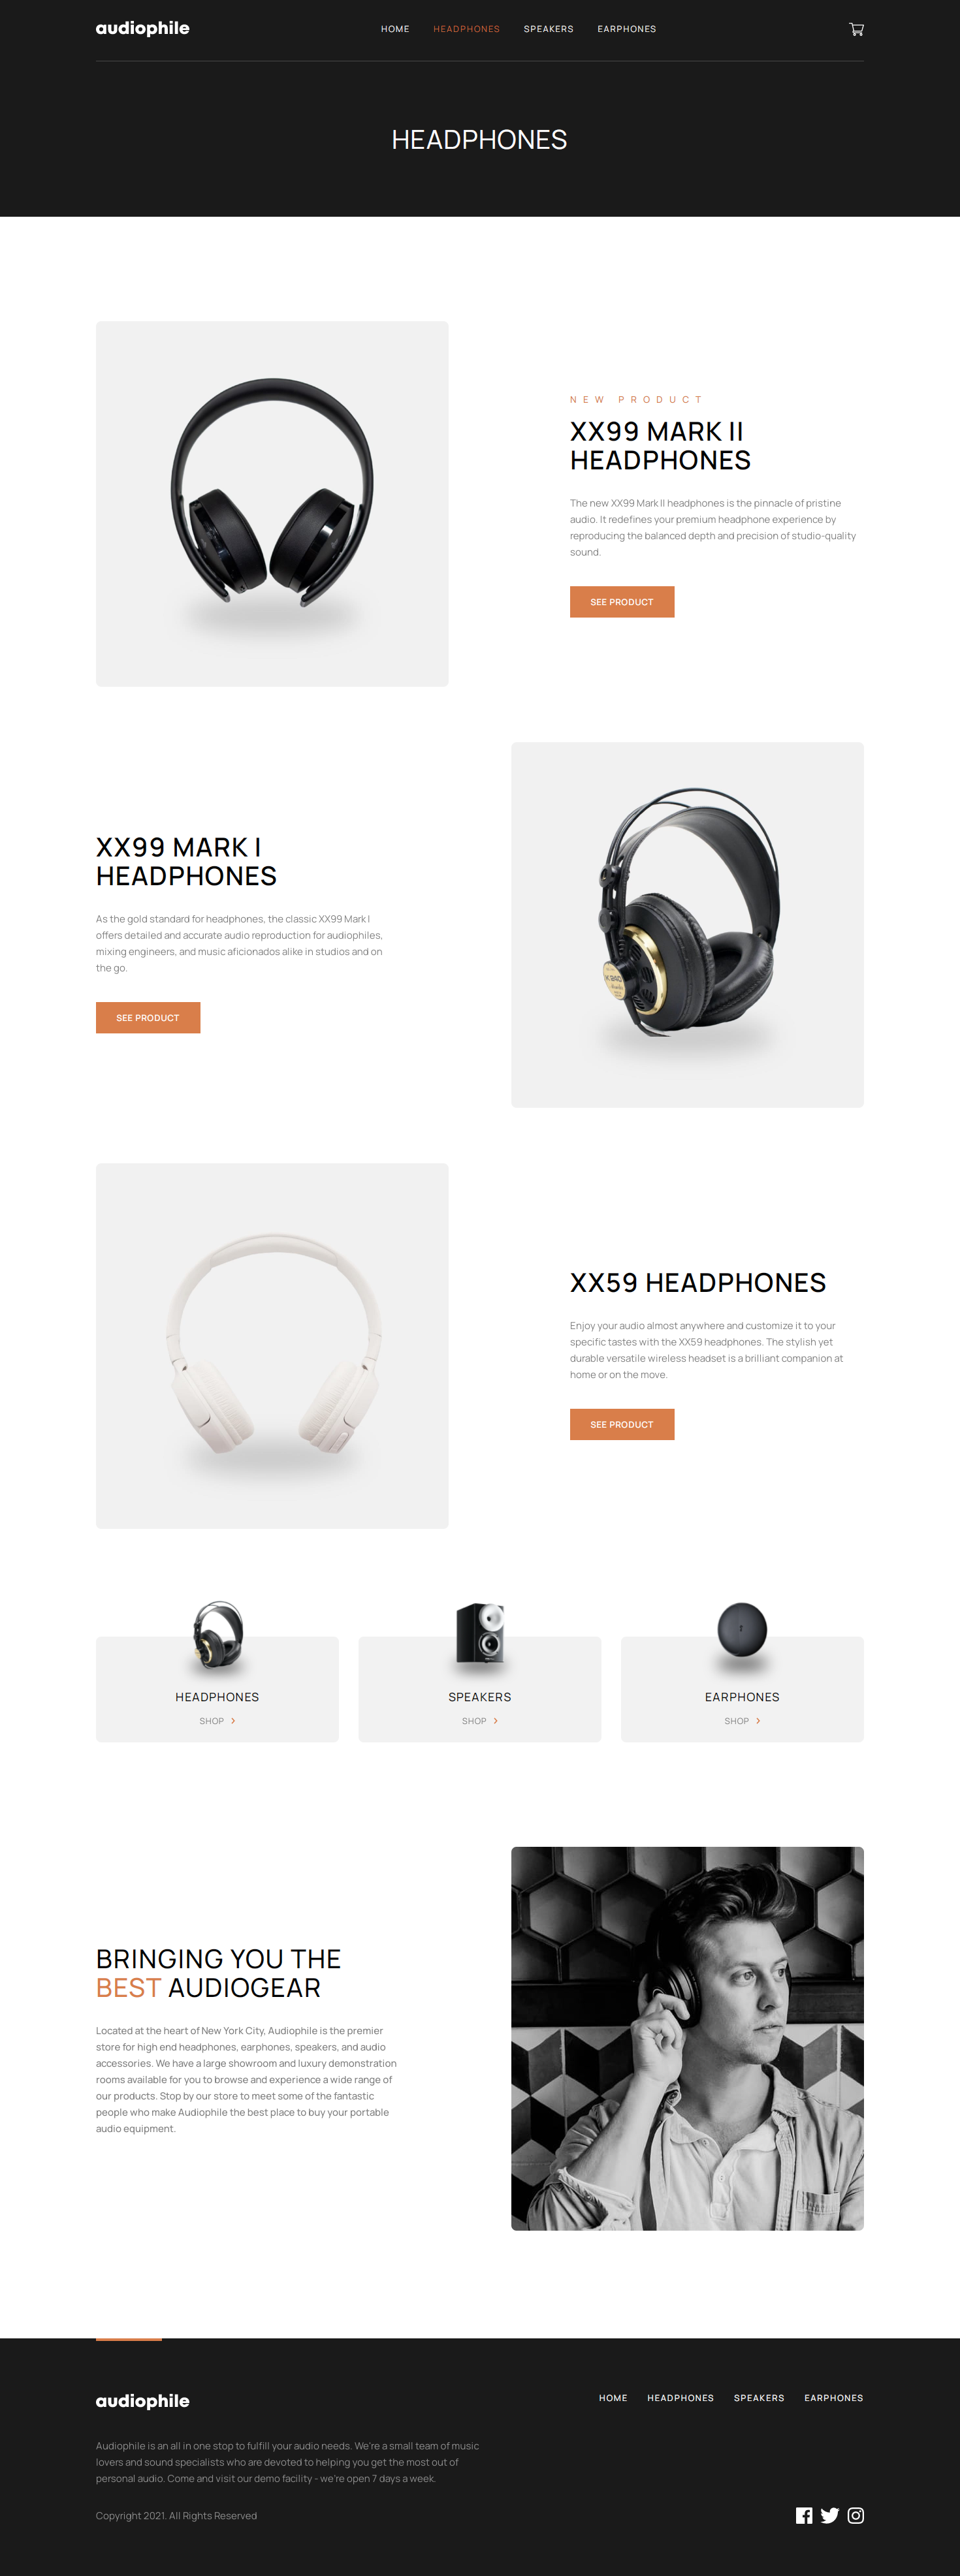 audiophile
HOME HEADPHONES SPEAKERS EARPHONES
HEADPHONES
NEW PRODUCT
XX99 MARK II
HEADPHONES
The new XX99 Mark II headphones is the pinnacle of pristine
audio. It redefines your premium headphone experience by
reproducing the balanced depth and precision of studio-quality
sound.
SEE PRODUCT
XX99 MARK I
HEADPHONES
As the gold standard for headphones, the classic XX99 Mark I
offers detailed and accurate audio reproduction for audiophiles,
mixing engineers, and music aficionados alike in studios and on
the go.
SEE PRODUCT
XX59 HEADPHONES
Enjoy your audio almost anywhere and customize it to your
specific tastes with the XX59 headphones. The stylish yet
durable versatile wireless headset is a brilliant companion at
home or on the move.
SEE PRODUCT
HEADPHONES
SHOP
SPEAKERS
SHOP
EARPHONES
SHOP
BRINGING YOU THE
BEST AUDIOGEAR
Located at the heart of New York City, Audiophile is the premier
store for high end headphones, earphones, speakers, and audio
accessories. We have a large showroom and luxury demonstration
rooms available for you to browse and experience a wide range of
our products. Stop by our store to meet some of the fantastic
people who make Audiophile the best place to buy your portable
audio equipment.
audiophile
HOME HEADPHONES SPEAKERS EARPHONES
Audiophile is an all in one stop to fulfill your audio needs. We're a small team of music
lovers and sound specialists who are devoted to helping you get the most out of
personal audio. Come and visit our demo facility - we're open 7 days a week.
Copyright 2021. All Rights Reserved